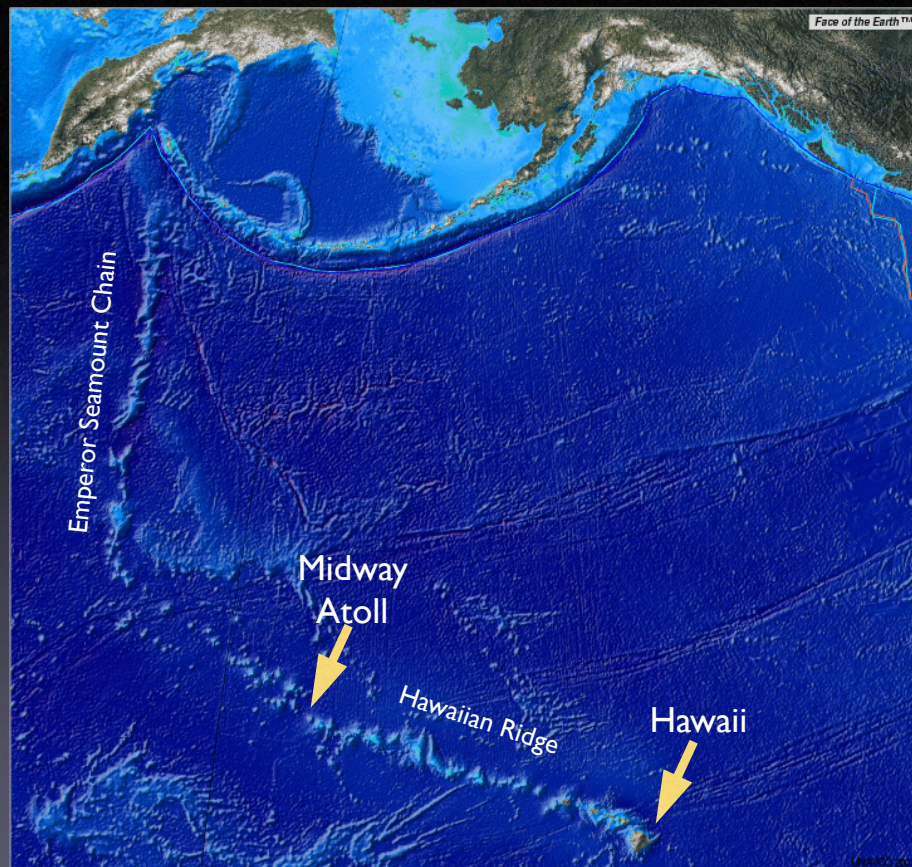 Face of the Earth™
Emperor Seamount Chain
Midway
Atoll
Hawaiian Ridge
Hawaii